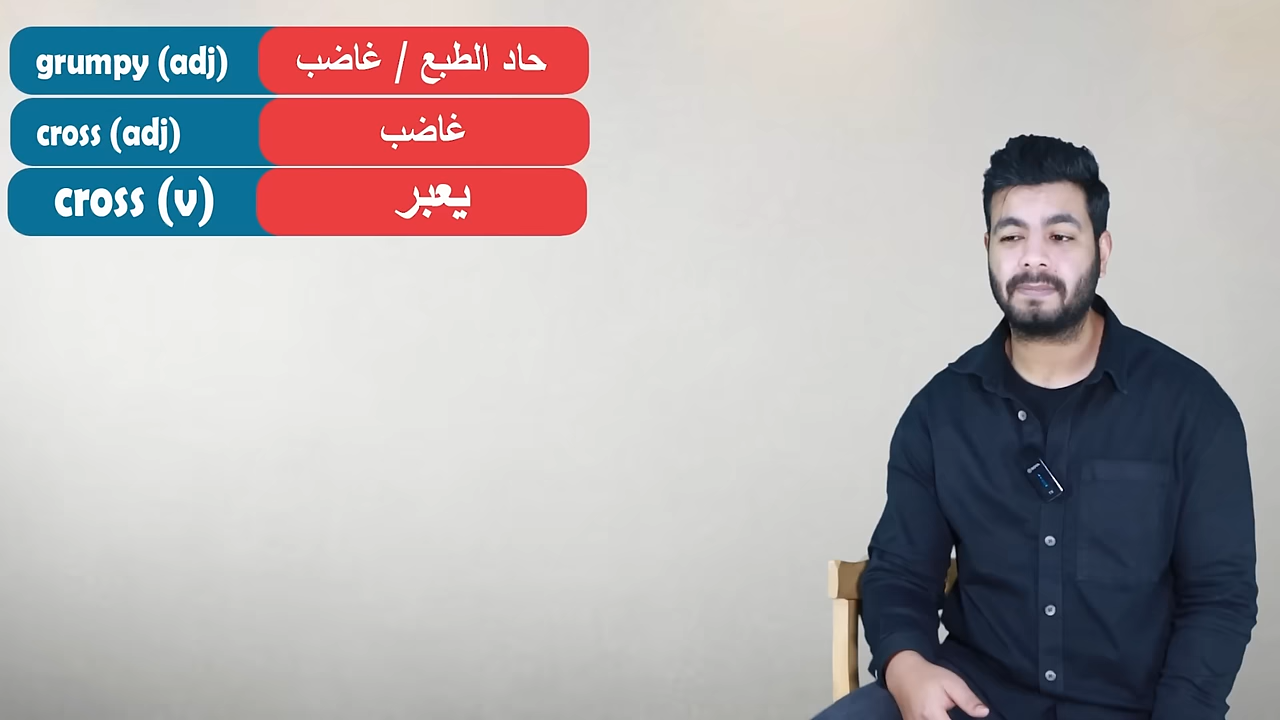 grumpy (adj) حاد الطبع / غاضب
cross (adj) غاضب
cross (v) يعبر